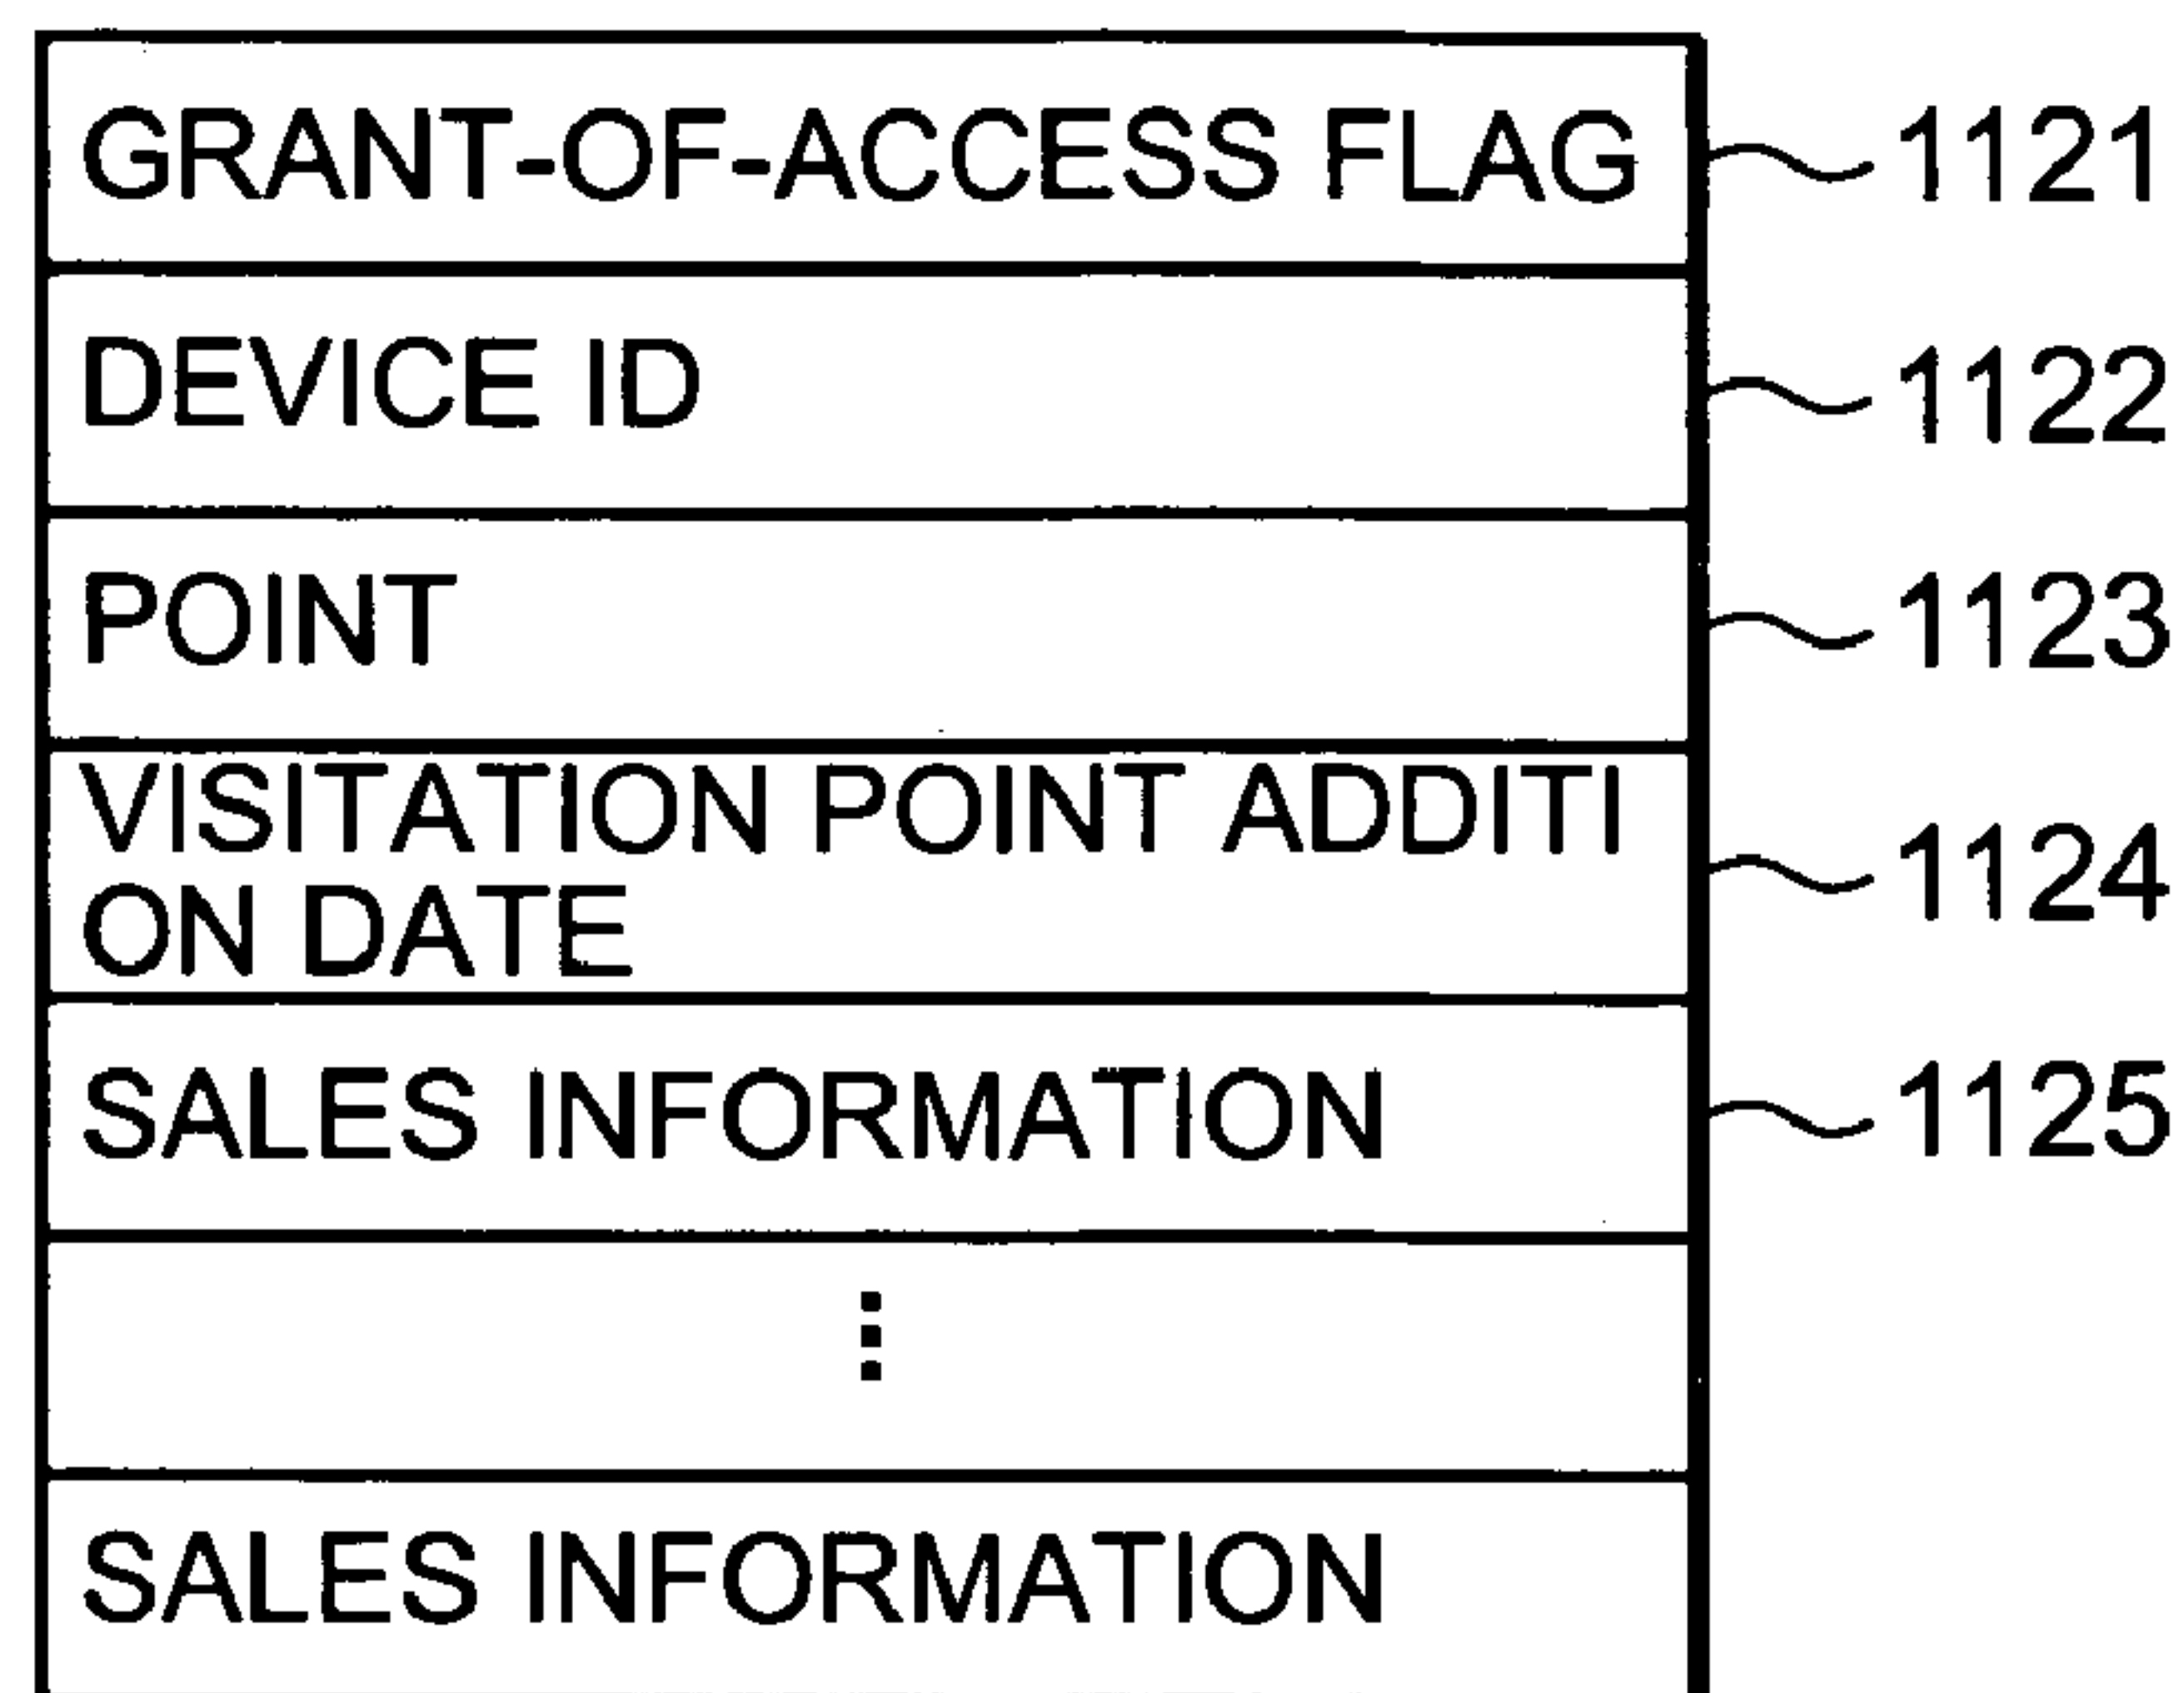 GRANT-OF-ACCESS FLAG 1121
DEVICE ID 1122
POINT 1123
VISITATION POINT ADDITI
ON DATE 1124
SALES INFORMATION 1125
⋮
SALES INFORMATION